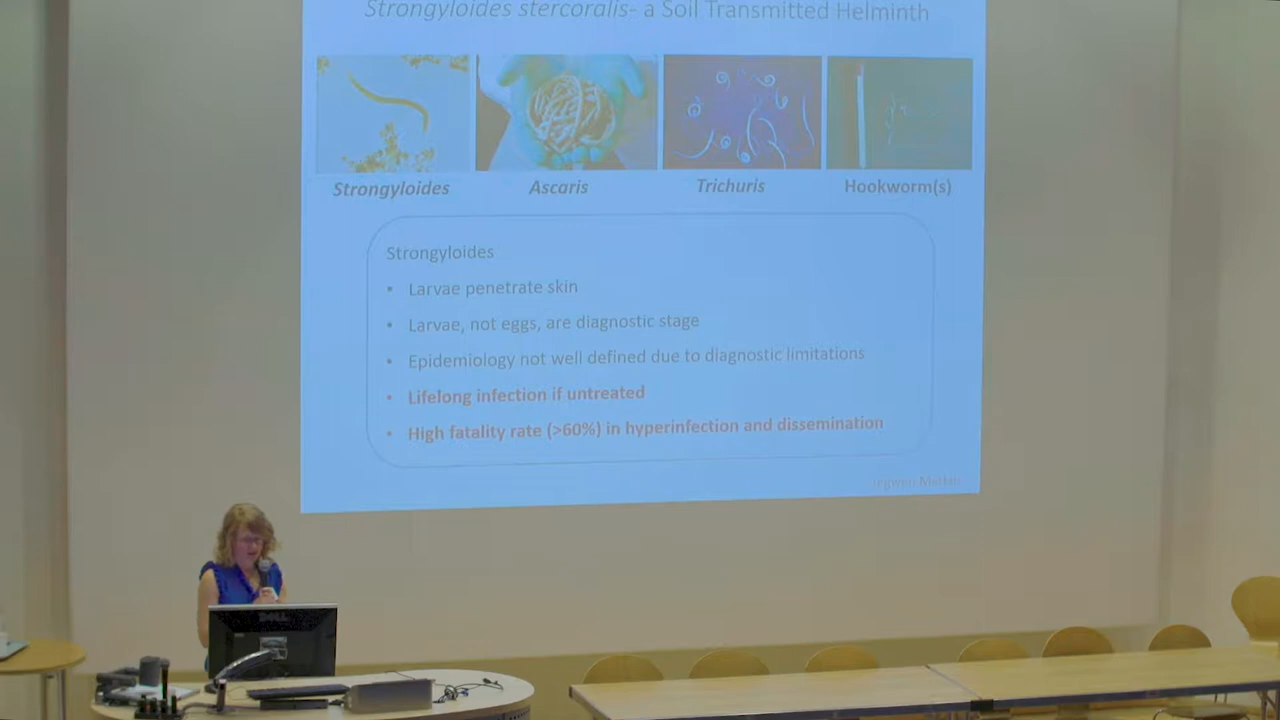 Strongyloides stercoralis- a Soil Transmitted Helminth
Strongyloides
Ascaris
Trichuris
Hookworm(s)
Strongyloides
• Larvae penetrate skin
• Larvae, not eggs, are diagnostic stage
• Epidemiology not well defined due to diagnostic limitations
• Lifelong infection if untreated
• High fatality rate (>60%) in hyperinfection and dissemination
DELL